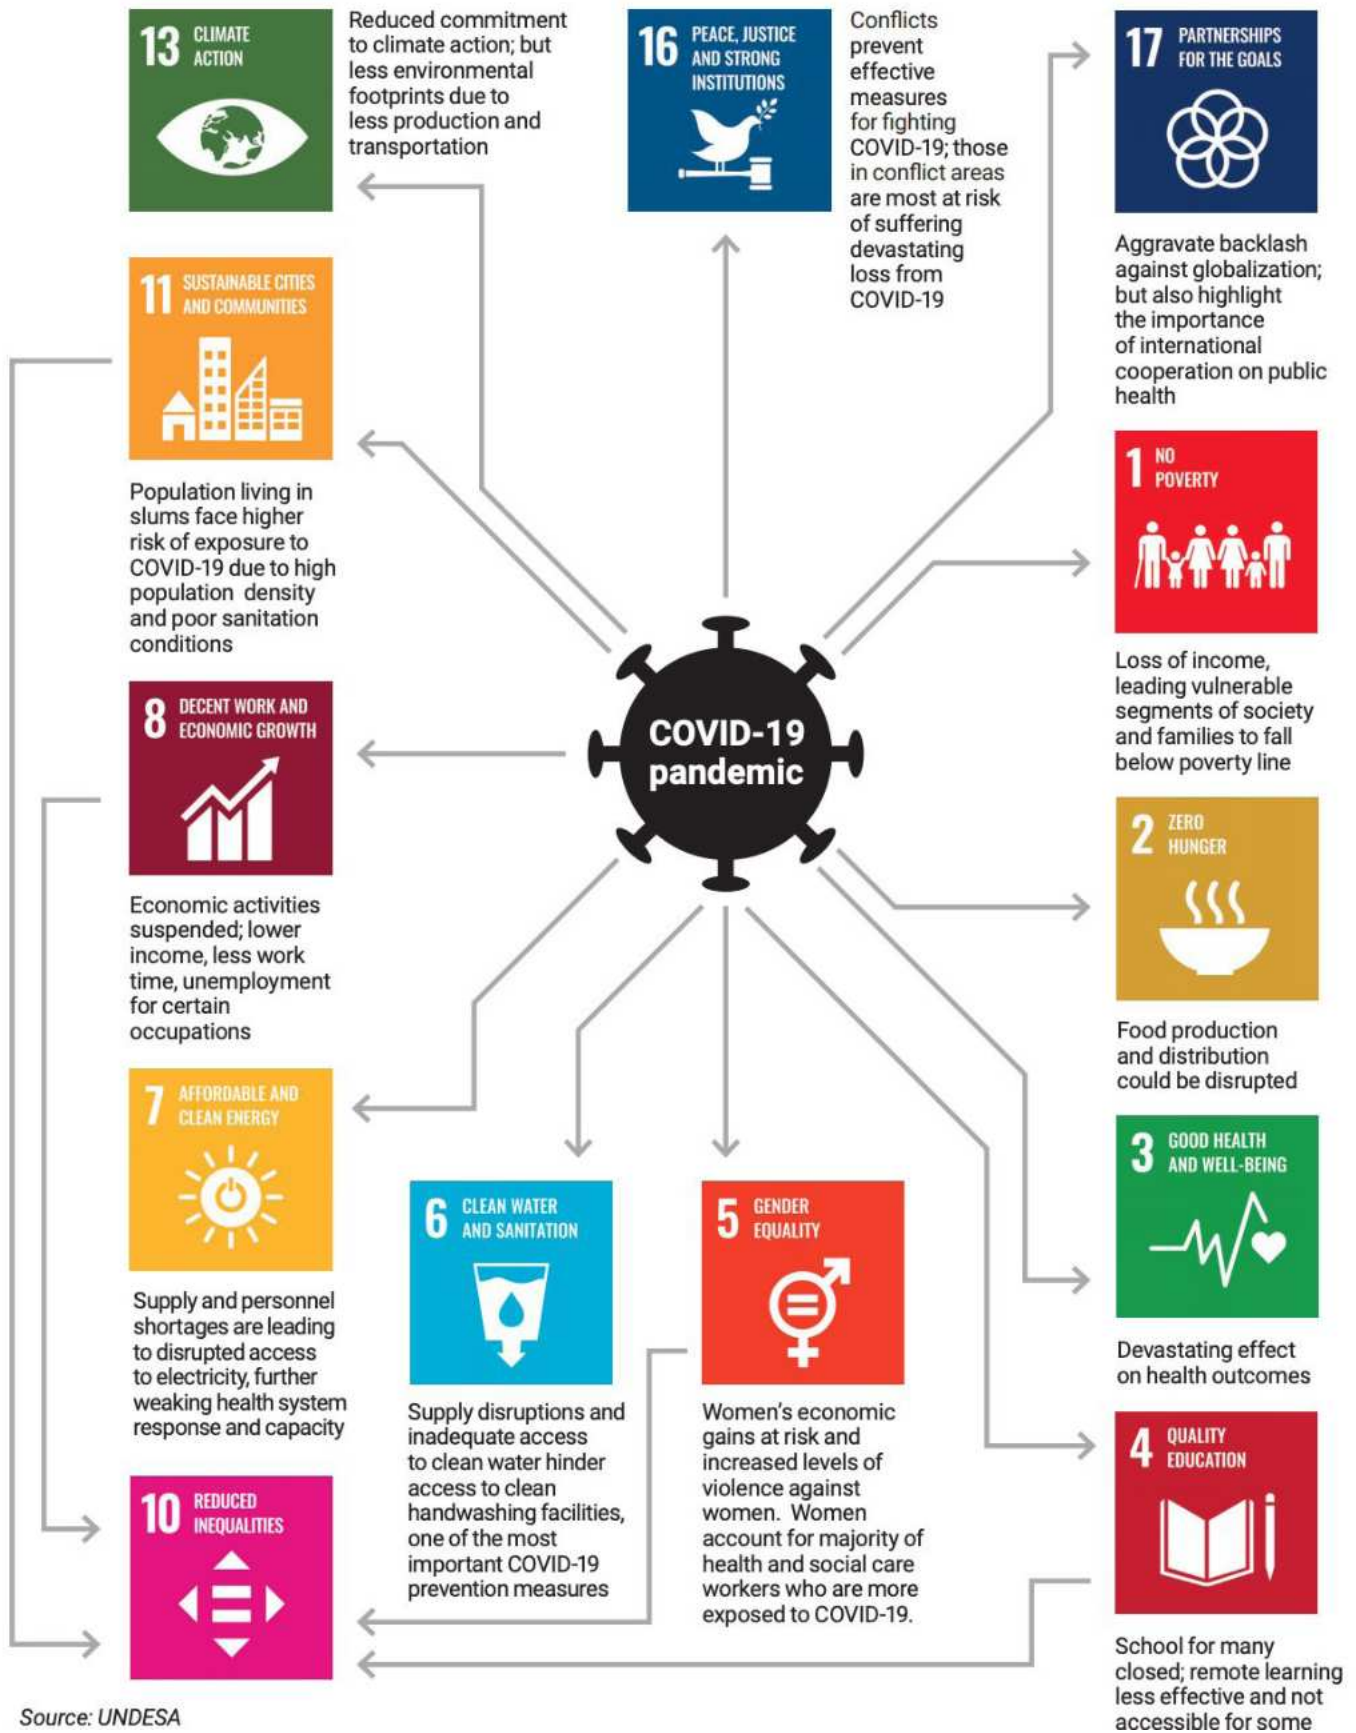 13 CLIMATE
ACTION
Reduced commitment
to climate action; but
less environmental
footprints due to
less production and
transportation
16 PEACE, JUSTICE
AND STRONG
INSTITUTIONS
Conflicts
prevent
effective
measures
for fighting
COVID-19; those
in conflict areas
are most at risk
of suffering
devastating
loss from
COVID-19
17 PARTNERSHIPS
FOR THE GOALS
Aggravate backlash
against globalization;
but also highlight
the importance
of international
cooperation on public
health
11 SUSTAINABLE CITIES
AND COMMUNITIES
Population living in
slums face higher
risk of exposure to
COVID-19 due to high
population density
and poor sanitation
conditions
1 NO
POVERTY
Loss of income,
leading vulnerable
segments of society
and families to fall
below poverty line
COVID-19
pandemic
8 DECENT WORK AND
ECONOMIC GROWTH
Economic activities
suspended; lower
income, less work
time, unemployment
for certain
occupations
2 ZERO
HUNGER
Food production
and distribution
could be disrupted
7 AFFORDABLE AND
CLEAN ENERGY
Supply and personnel
shortages are leading
to disrupted access
to electricity, further
weaking health system
response and capacity
6 CLEAN WATER
AND SANITATION
Supply disruptions and
inadequate access
to clean water hinder
access to clean
handwashing facilities,
one of the most
important COVID-19
prevention measures
5 GENDER
EQUALITY
Women's economic
gains at risk and
increased levels of
violence against
women. Women
account for majority of
health and social care
workers who are more
exposed to COVID-19.
3 GOOD HEALTH
AND WELL-BEING
Devastating effect
on health outcomes
4 QUALITY
EDUCATION
School for many
closed; remote learning
less effective and not
accessible for some
10 REDUCED
INEQUALITIES
Source: UNDESA